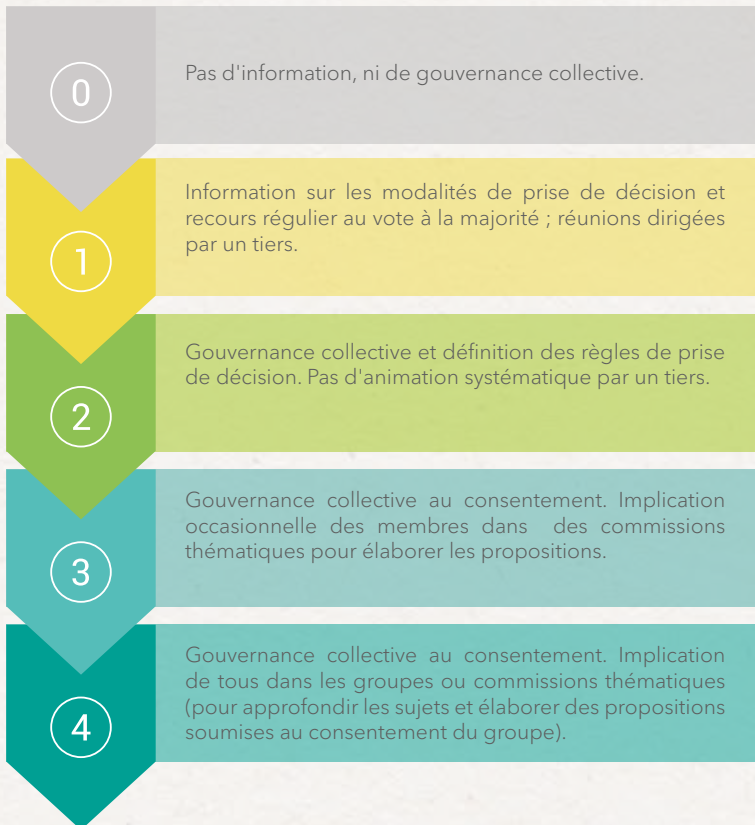 0
Pas d'information, ni de gouvernance collective.
1
Information sur les modalités de prise de décision et
recours régulier au vote à la majorité ; réunions dirigées
par un tiers.
2
Gouvernance collective et définition des règles de prise
de décision. Pas d'animation systématique par un tiers.
3
Gouvernance collective au consentement. Implication
occasionnelle des membres dans des commissions
thématiques pour élaborer les propositions.
4
Gouvernance collective au consentement. Implication
de tous dans les groupes ou commissions thématiques
(pour approfondir les sujets et élaborer des propositions
soumises au consentement du groupe).